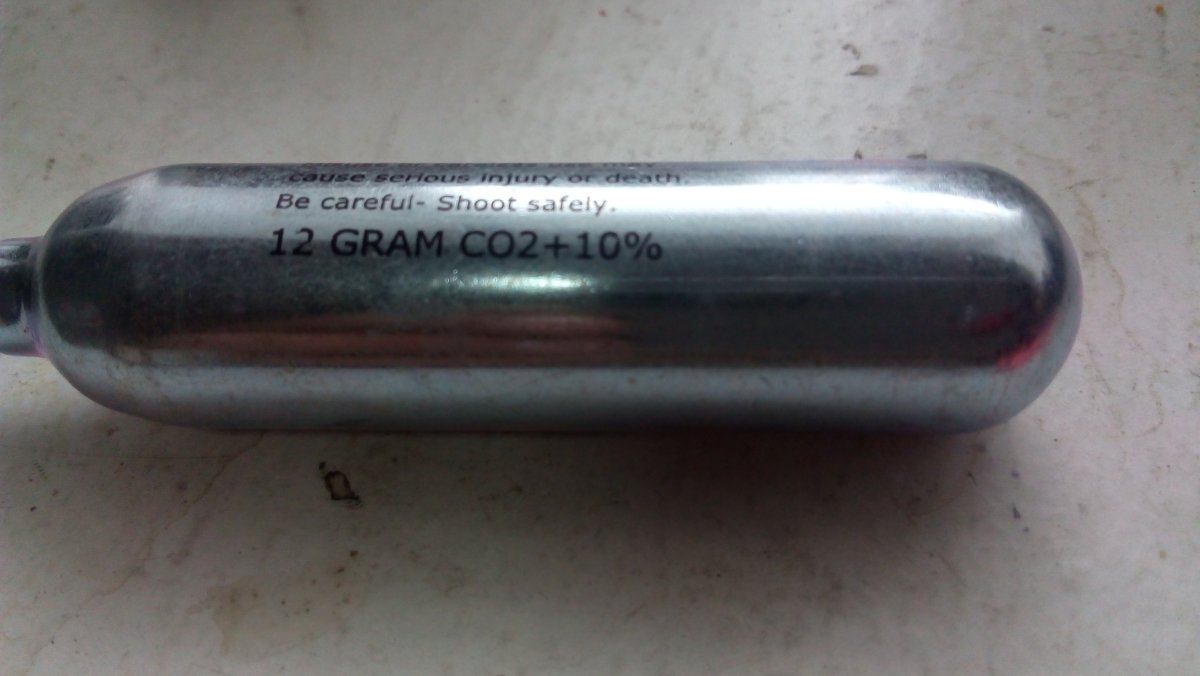 cause serious injury or death.
Be careful- Shoot safely.
12 GRAM CO2+10%